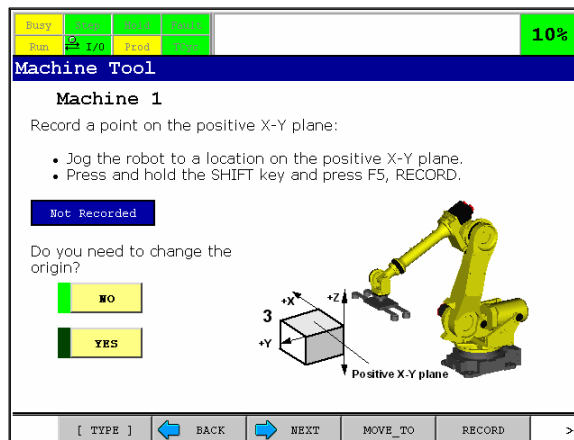 Busy Step Hold Fault
10%
Run I/O Prod TCyc
Machine Tool
Machine 1
Record a point on the positive X-Y plane:
• Jog the robot to a location on the positive X-Y plane.
• Press and hold the SHIFT key and press F5, RECORD.
Not Recorded
Do you need to change the
origin?
NO
YES
+X
+Z
3
+Y
Positive X-Y plane
[ TYPE ] BACK NEXT MOVE_TO RECORD >